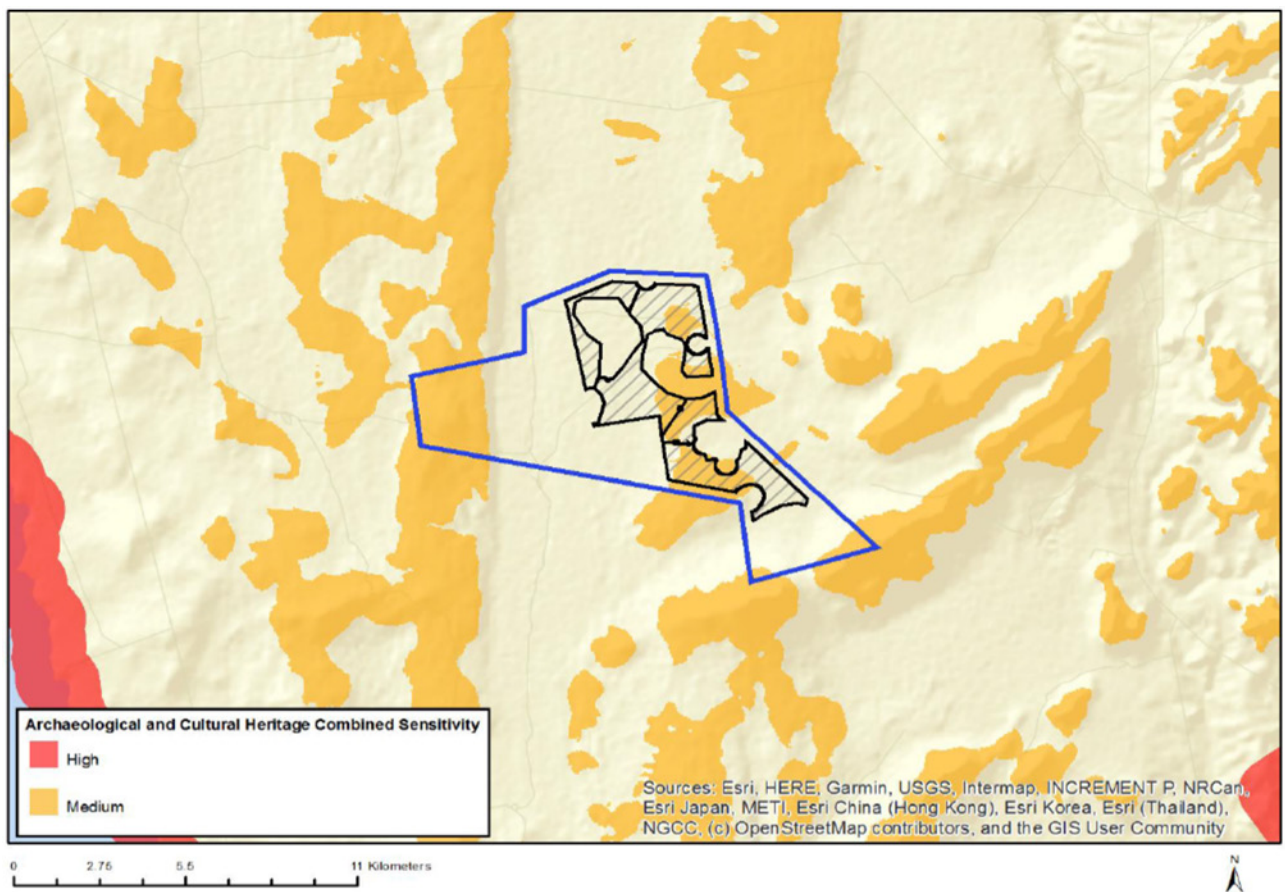 Archaeological and Cultural Heritage Combined Sensitivity
High
Medium
Sources: Esri, HERE, Garmin, USGS, Intermap, INCREMENT P, NRCan,
Esri Japan, METI, Esri China (Hong Kong), Esri Korea, Esri (Thailand),
NGCC, (c) OpenStreetMap contributors, and the GIS User Community
0 2.75 5.5 11 Kilometers
N